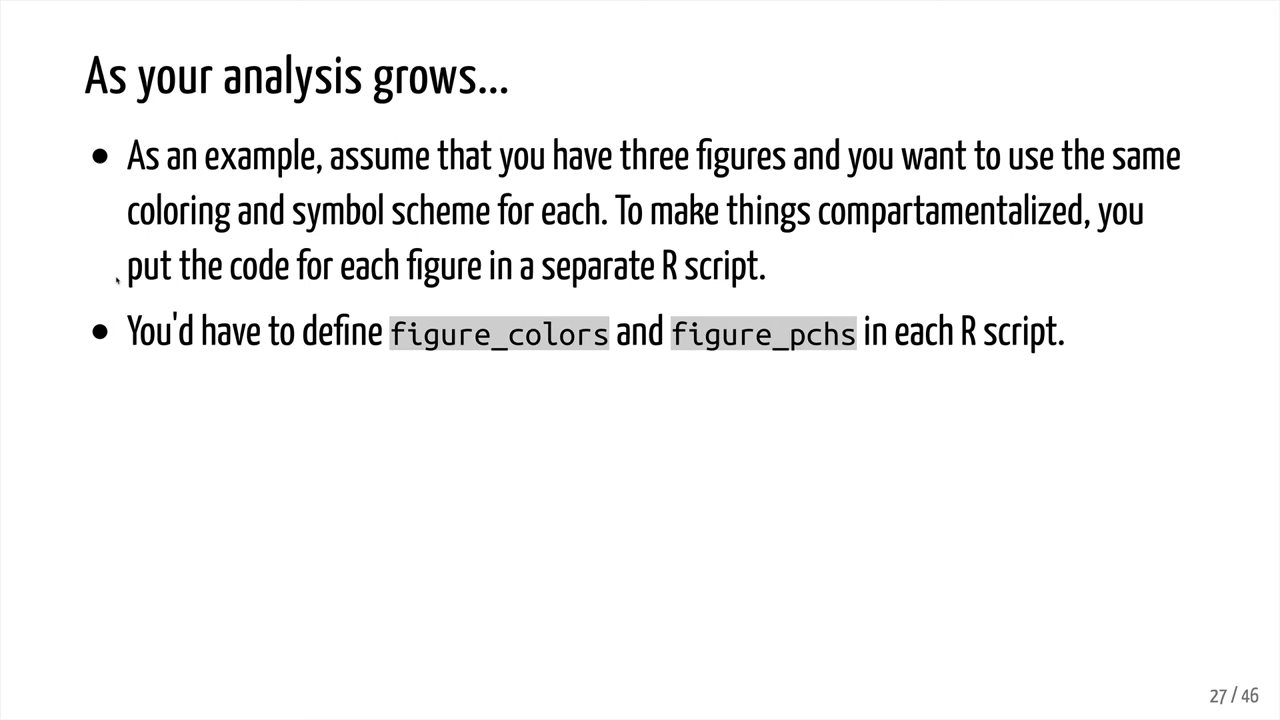 As your analysis grows...
• As an example, assume that you have three figures and you want to use the same
coloring and symbol scheme for each. To make things compartamentalized, you
put the code for each figure in a separate R script.
• You'd have to define figure_colors and figure_pchs in each R script.
27 / 46